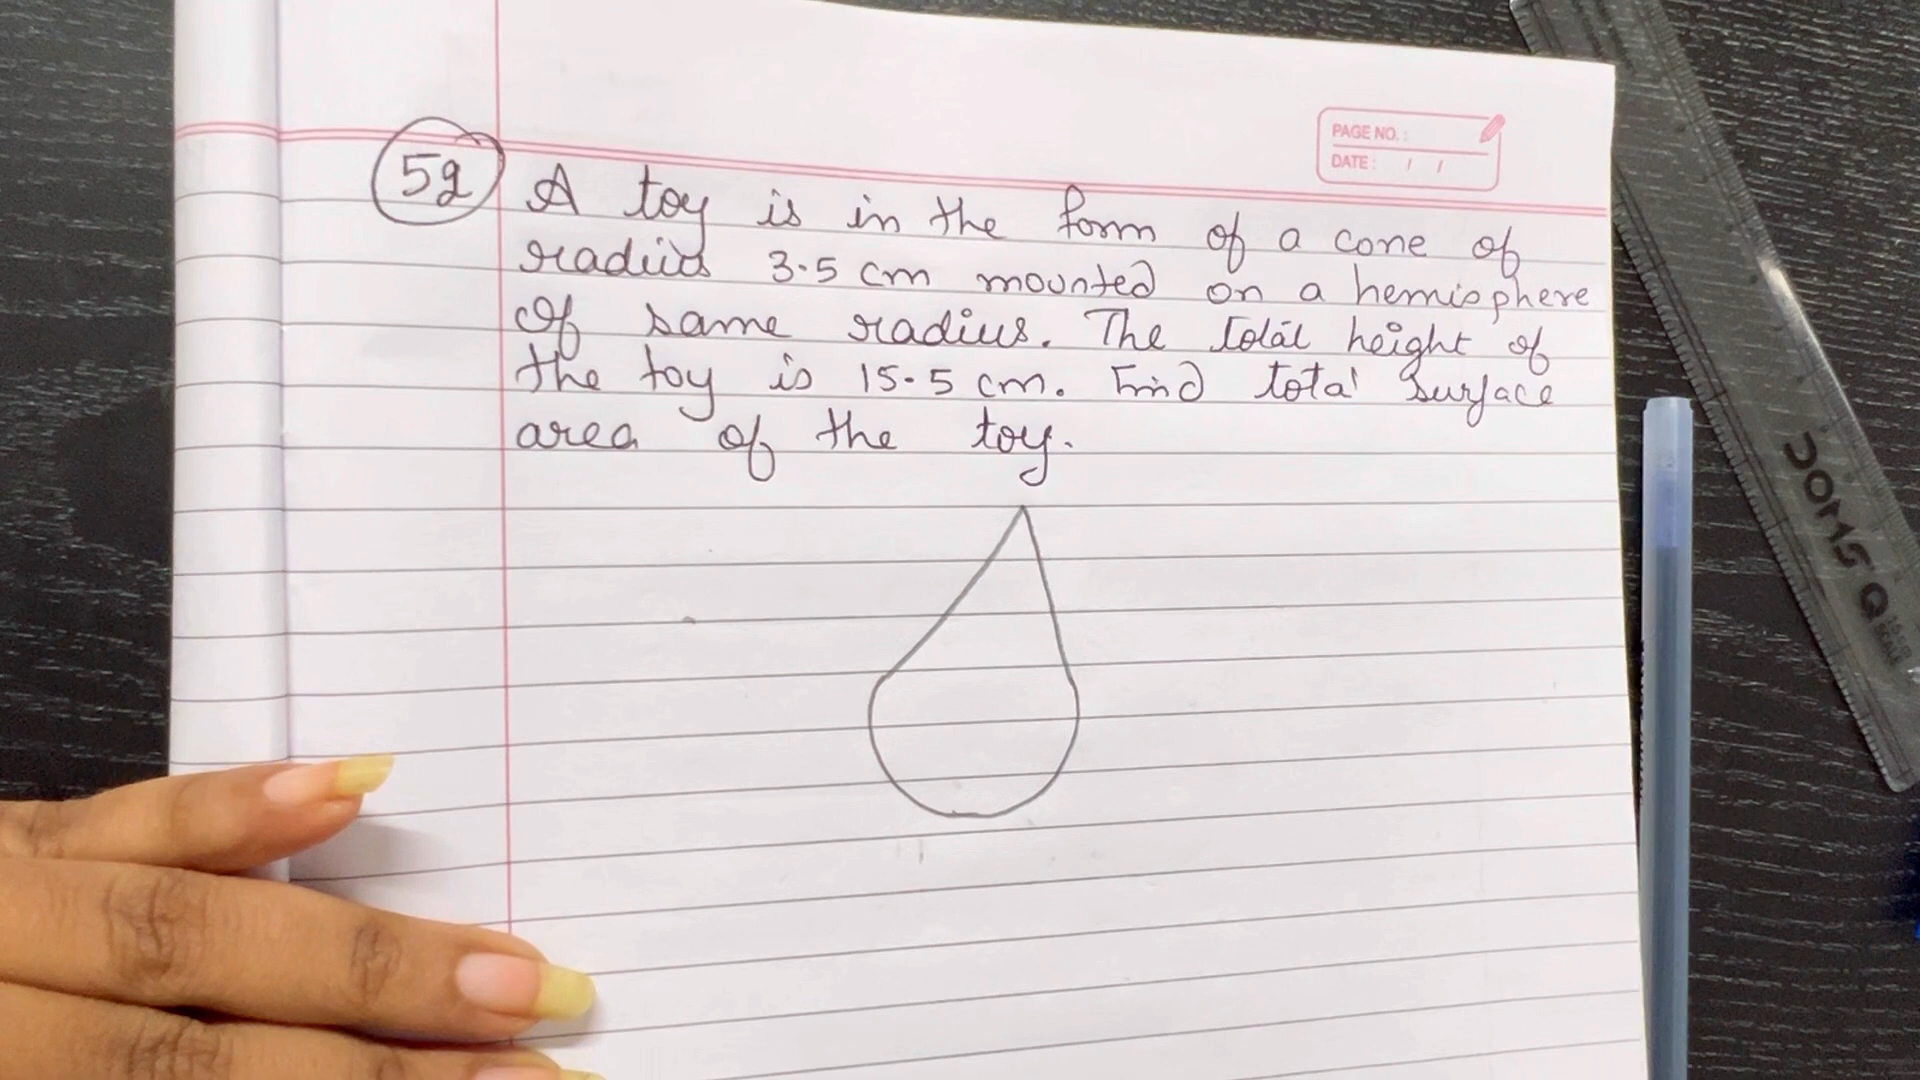 PAGE NO. :
DATE : / /
52 A toy is in the form of a cone of
radius 3.5 cm mounted on a hemisphere
of same radius. The total height of
the toy is 15.5 cm. Find total surface
area of the toy.
DOMS